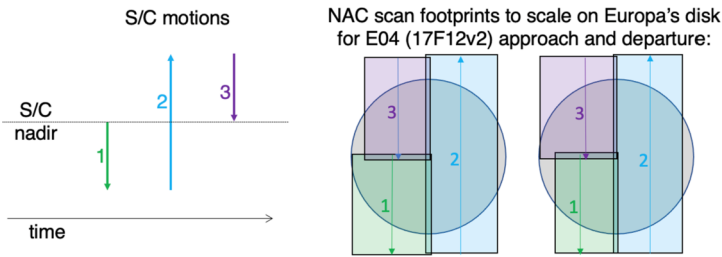 S/C motions
S/C
nadir
1
2
3
time
NAC scan footprints to scale on Europa's disk
for E04 (17F12v2) approach and departure:
3
2
1
3
2
1